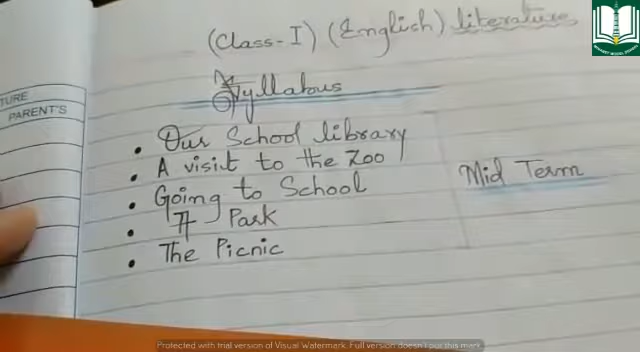 (Class-I) (English) literature
Syllabus
TURE
PARENT'S
• Our School library
• A visit to the Zoo
• Going to School
• A Park
• The Picnic
Mid Term
Protected with trial version of Visual Watermark. Full version doesn't put this mark.